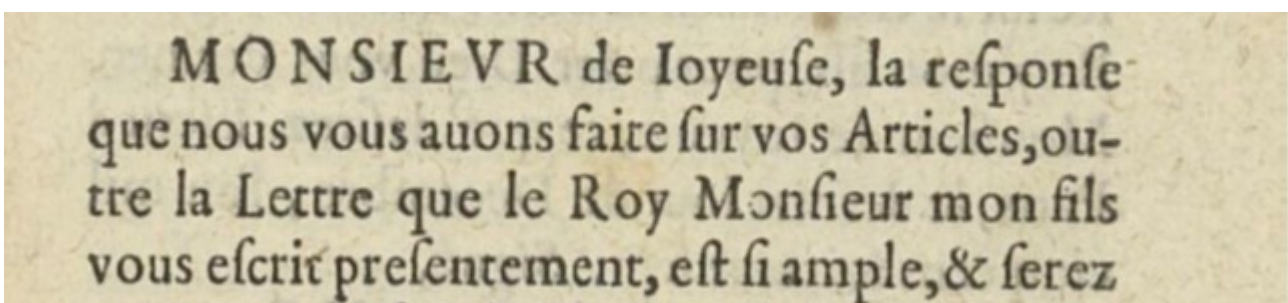 MONSIEVR de Ioyeuſe, la reſponſe
que nous vous auons faite ſur vos Articles, ou-
tre la Lettre que le Roy Monſieur mon fils
vous eſcrit preſentement, eſt ſi ample, & ſerez